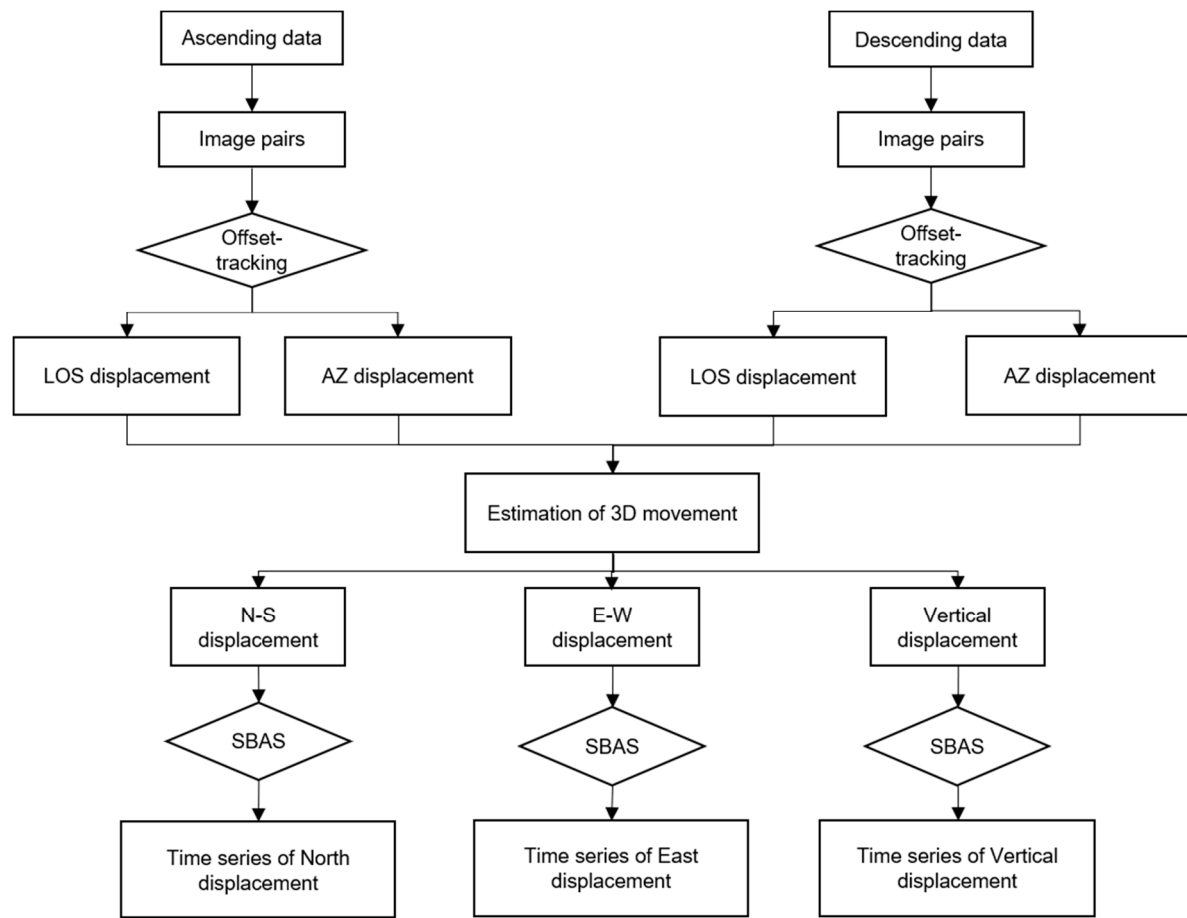 Ascending data
Descending data
Image pairs
Image pairs
Offset-
tracking
Offset-
tracking
LOS displacement
AZ displacement
LOS displacement
AZ displacement
Estimation of 3D movement
N-S
displacement
E-W
displacement
Vertical
displacement
SBAS
SBAS
SBAS
Time series of North
displacement
Time series of East
displacement
Time series of Vertical
displacement